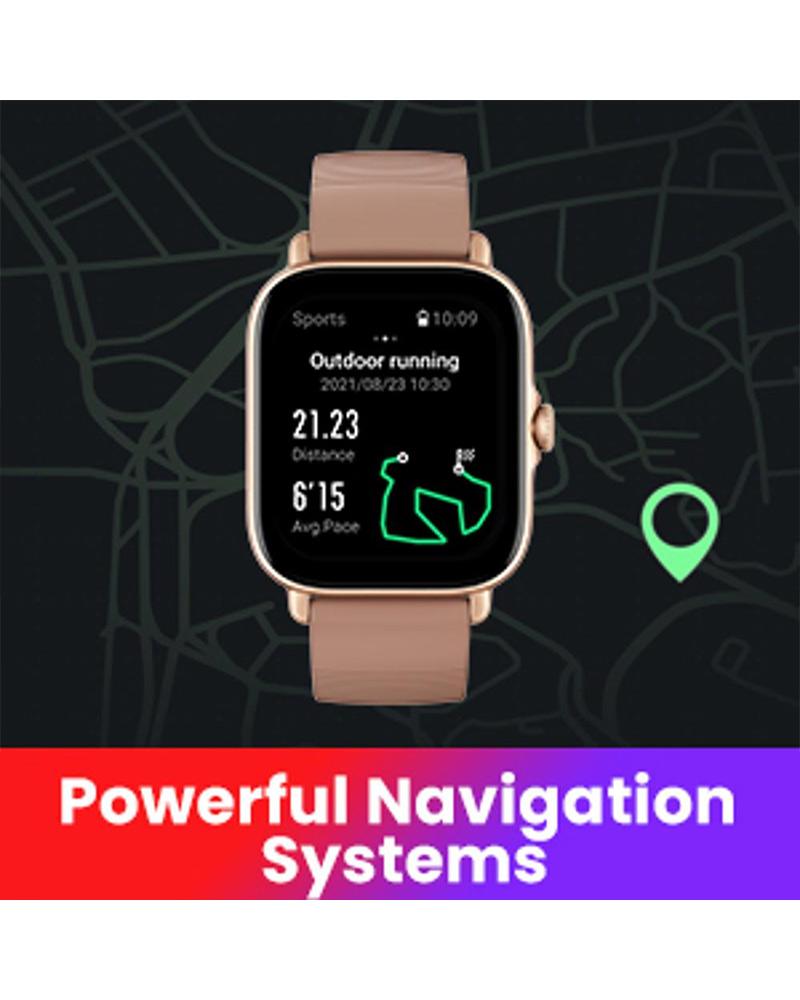 Sports 10:09
Outdoor running
2021/08/23 10:30
21.23
Distance
6'15
Avg.Pace
Powerful Navigation
Systems